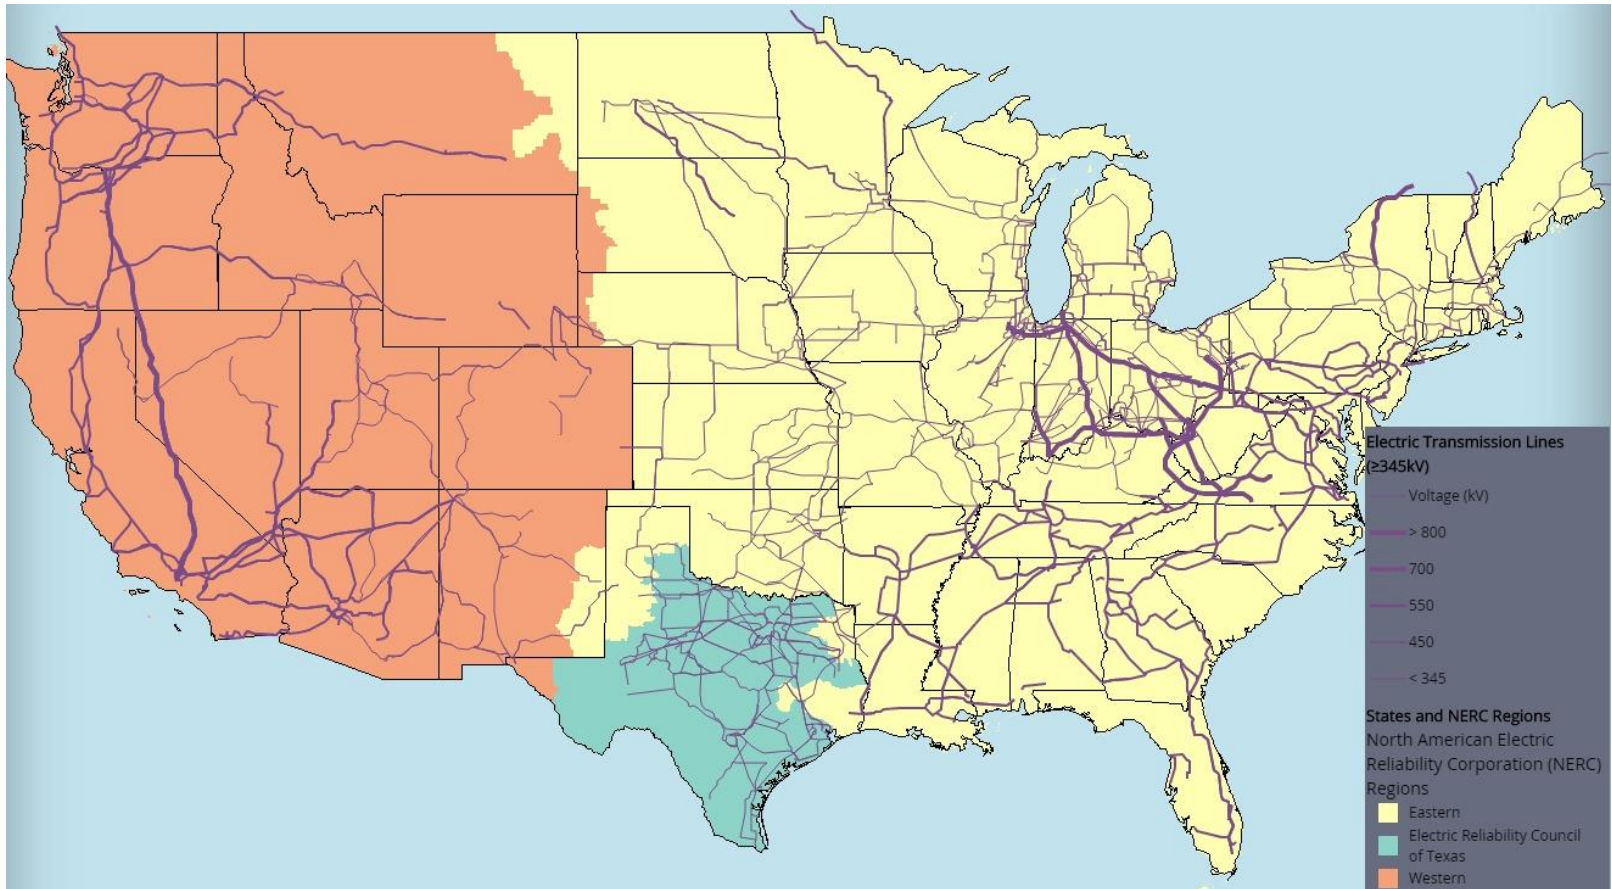 Electric Transmission Lines
(≥345kV)
Voltage (kV)
> 800
700
550
450
< 345
States and NERC Regions
North American Electric
Reliability Corporation (NERC)
Regions
Eastern
Electric Reliability Council
of Texas
Western